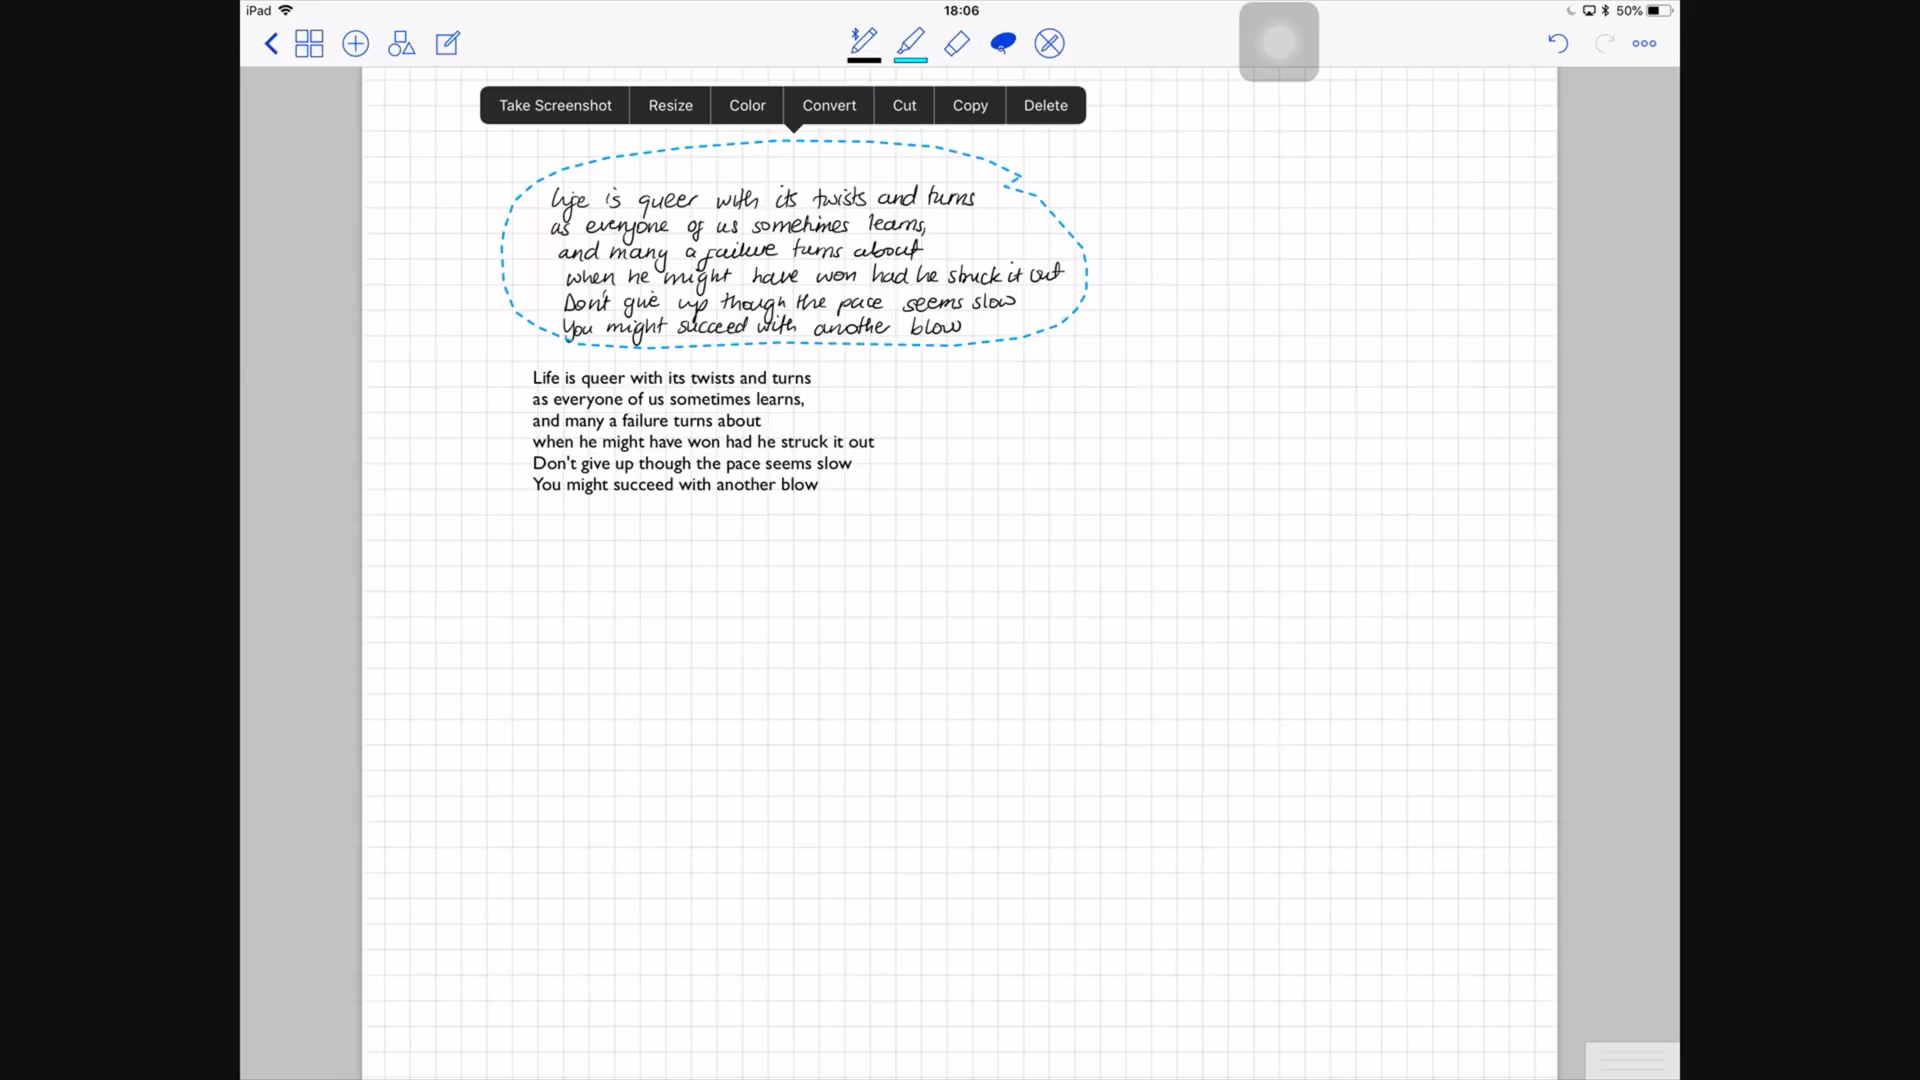 iPad 18:06 50%
Take Screenshot Resize Color Convert Cut Copy Delete
Life is queer with its twists and turns
as everyone of us sometimes learns,
and many a failure turns about
when he might have won had he struck it out
Don't give up though the pace seems slow
You might succeed with another blow
Life is queer with its twists and turns
as everyone of us sometimes learns,
and many a failure turns about
when he might have won had he struck it out
Don't give up though the pace seems slow
You might succeed with another blow